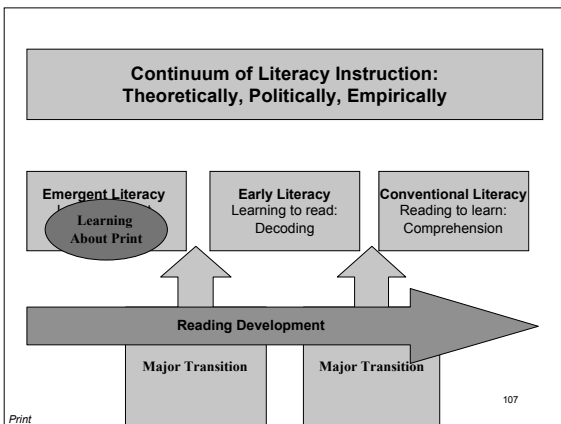 Continuum of Literacy Instruction:
Theoretically, Politically, Empirically
Emergent Literacy
Learning
About Print
Early Literacy
Learning to read:
Decoding
Conventional Literacy
Reading to learn:
Comprehension
Reading Development
Major Transition
Major Transition
107
Print